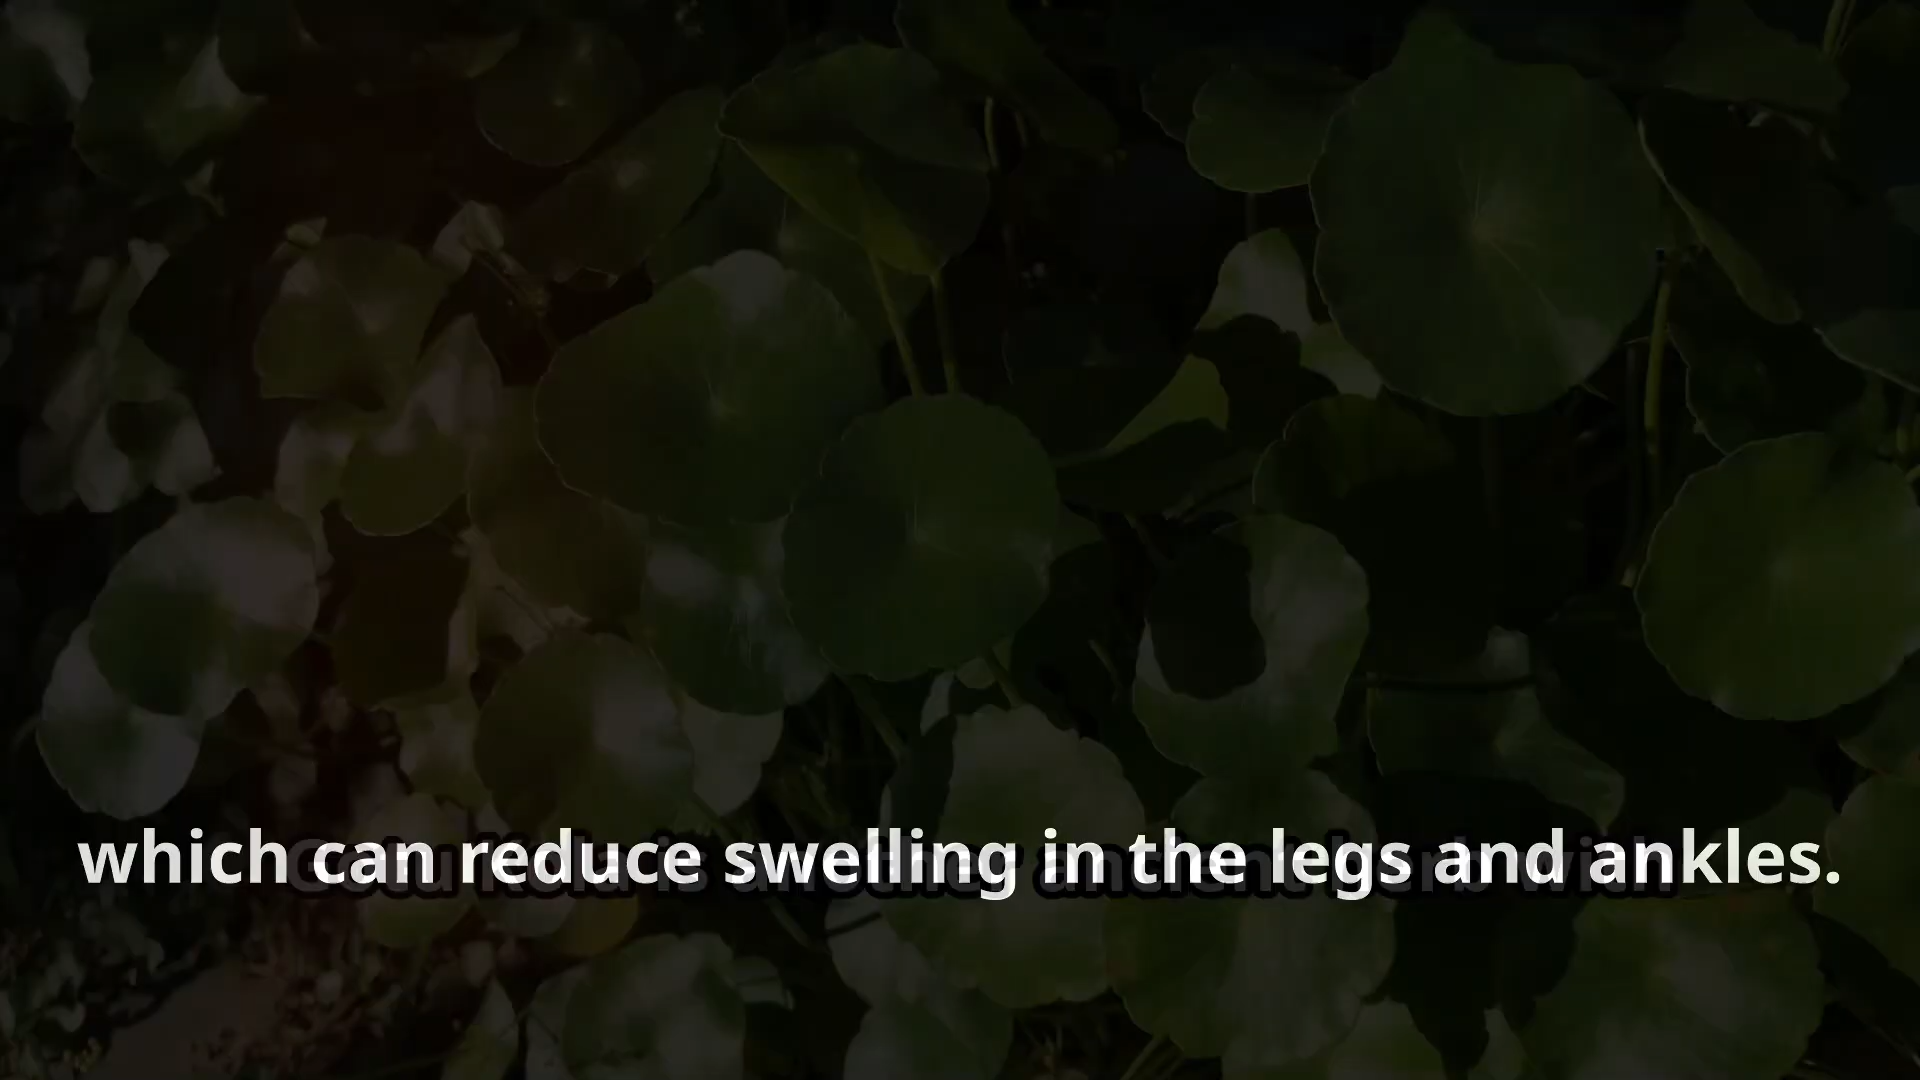 which can reduce swelling in the legs and ankles.